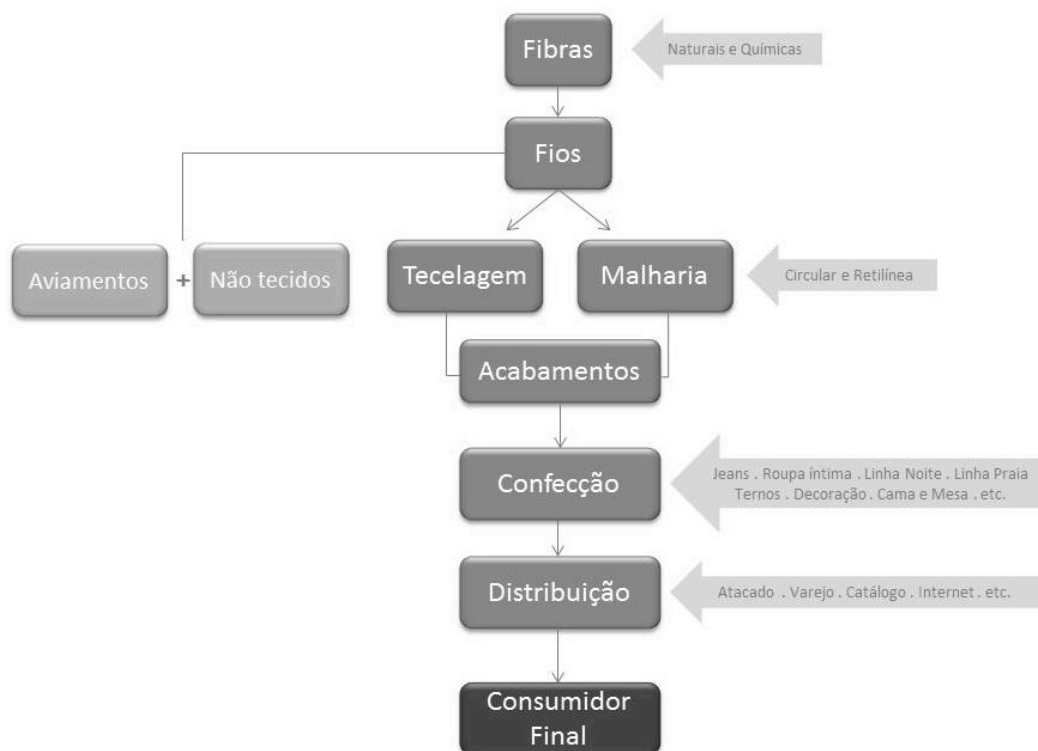 Fibras
Naturais e Químicas
Fios
Aviamentos
+
Não tecidos
Tecelagem
Malharia
Circular e Retilínea
Acabamentos
Confecção
Jeans . Roupa íntima . Linha Noite . Linha Praia
Ternos . Decoração . Cama e Mesa . etc.
Distribuição
Atacado . Varejo . Catálogo . Internet . etc.
Consumidor
Final